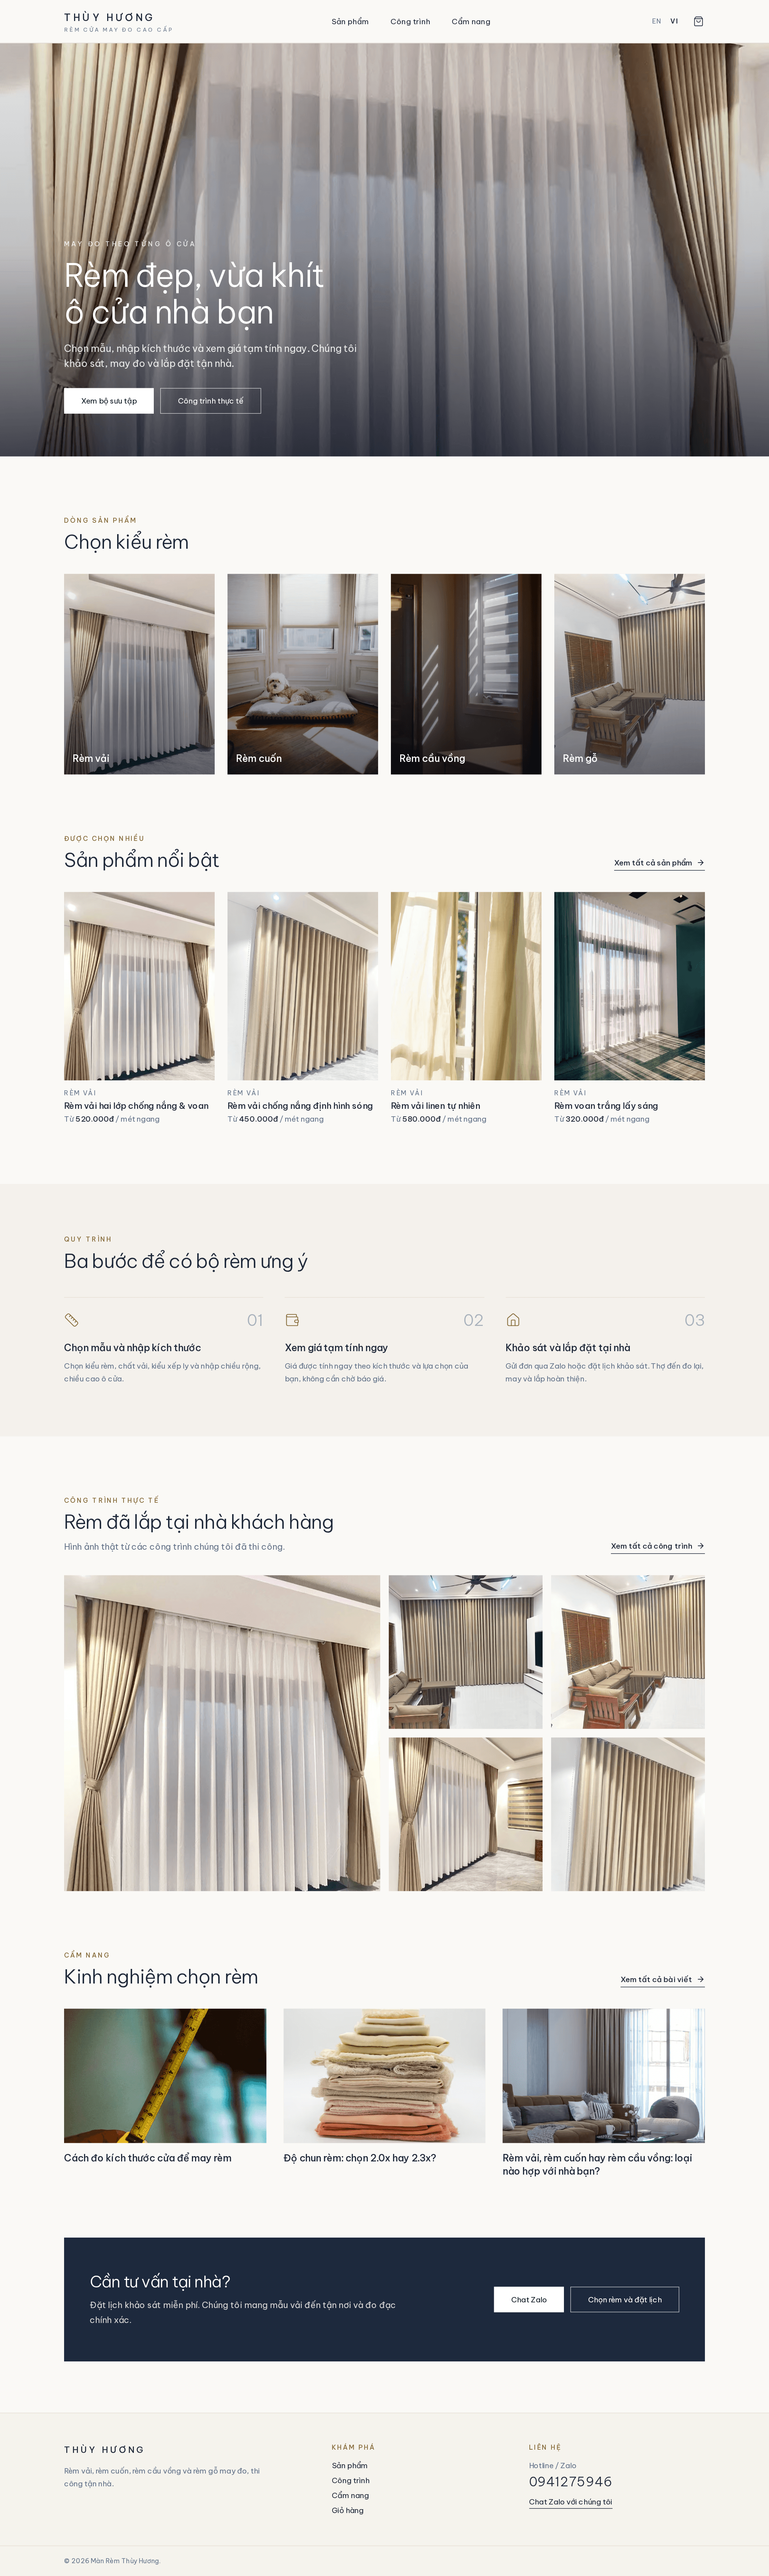 THÙY HƯƠNG
RÈM CỬA MAY ĐO CAO CẤP
Sản phẩm
Công trình
Cẩm nang
EN
VI
MAY ĐO THEO TỪNG Ô CỬA
Rèm đẹp, vừa khít
ô cửa nhà bạn
Chọn mẫu, nhập kích thước và xem giá tạm tính ngay. Chúng tôi
khảo sát, may đo và lắp đặt tận nhà.
Xem bộ sưu tập
Công trình thực tế
DÒNG SẢN PHẨM
Chọn kiểu rèm
Rèm vải
Rèm cuốn
Rèm cầu vồng
Rèm gỗ
ĐƯỢC CHỌN NHIỀU
Sản phẩm nổi bật
Xem tất cả sản phẩm
RÈM VẢI
Rèm vải hai lớp chống nắng & voan
Từ 520.000đ / mét ngang
RÈM VẢI
Rèm vải chống nắng định hình sóng
Từ 450.000đ / mét ngang
RÈM VẢI
Rèm vải linen tự nhiên
Từ 580.000đ / mét ngang
RÈM VẢI
Rèm voan trắng lấy sáng
Từ 320.000đ / mét ngang
QUY TRÌNH
Ba bước để có bộ rèm ưng ý
01
Chọn mẫu và nhập kích thước
Chọn kiểu rèm, chất vải, kiểu xếp ly và nhập chiều rộng,
chiều cao ô cửa.
02
Xem giá tạm tính ngay
Giá được tính ngay theo kích thước và lựa chọn của
bạn, không cần chờ báo giá.
03
Khảo sát và lắp đặt tại nhà
Gửi đơn qua Zalo hoặc đặt lịch khảo sát. Thợ đến đo lại,
may và lắp hoàn thiện.
CÔNG TRÌNH THỰC TẾ
Rèm đã lắp tại nhà khách hàng
Hình ảnh thật từ các công trình chúng tôi đã thi công.
Xem tất cả công trình
CẨM NANG
Kinh nghiệm chọn rèm
Xem tất cả bài viết
Cách đo kích thước cửa để may rèm
Độ chun rèm: chọn 2.0x hay 2.3x?
Rèm vải, rèm cuốn hay rèm cầu vồng: loại
nào hợp với nhà bạn?
Cần tư vấn tại nhà?
Đặt lịch khảo sát miễn phí. Chúng tôi mang mẫu vải đến tận nơi và đo đạc
chính xác.
Chat Zalo
Chọn rèm và đặt lịch
THÙY HƯƠNG
Rèm vải, rèm cuốn, rèm cầu vồng và rèm gỗ may đo, thi
công tận nhà.
KHÁM PHÁ
Sản phẩm
Công trình
Cẩm nang
Giỏ hàng
LIÊN HỆ
Hotline / Zalo
0941275946
Chat Zalo với chúng tôi
© 2026 Màn Rèm Thùy Hương.